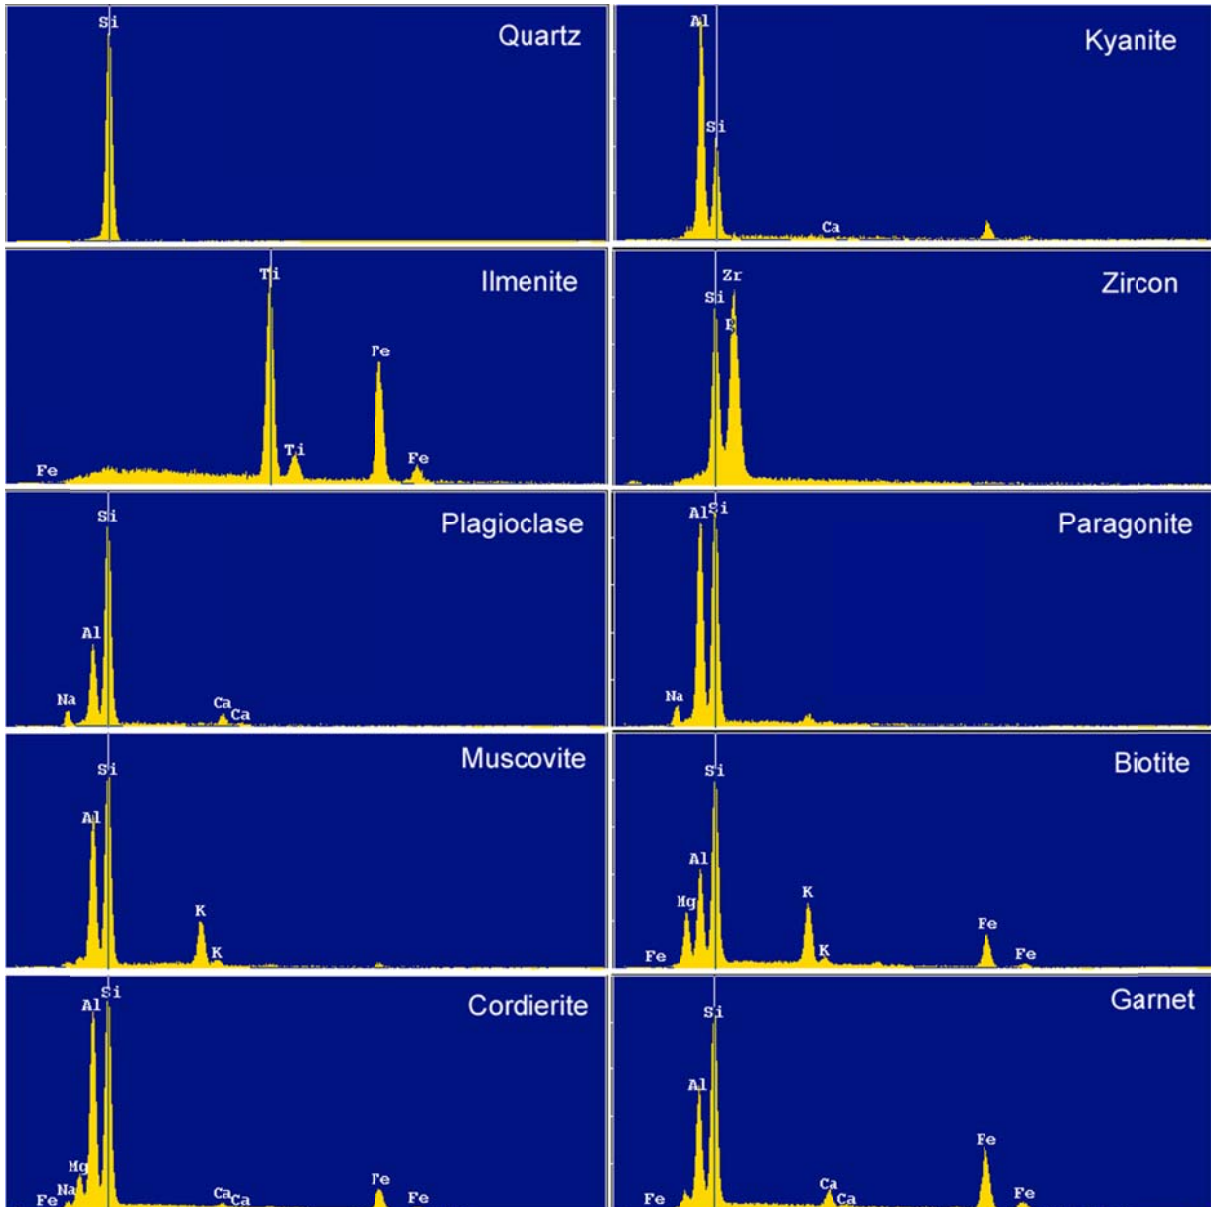 Si
Quartz
Al
Si
Ca
Kyanite
Ti
Ti
Fe
Fe
Fe
Ilmenite
Zr
Si
P
Zircon
Si
Al
Na
Ca
Ca
Plagioclase
Al
Si
Na
Paragonite
Si
Al
K
K
Muscovite
Si
Al
Mg
K
K
Fe
Fe
Fe
Biotite
Si
Al
Mg
Na
Fe
Ca
Ca
Fe
Fe
Cordierite
Si
Al
Fe
Ca
Ca
Fe
Fe
Garnet